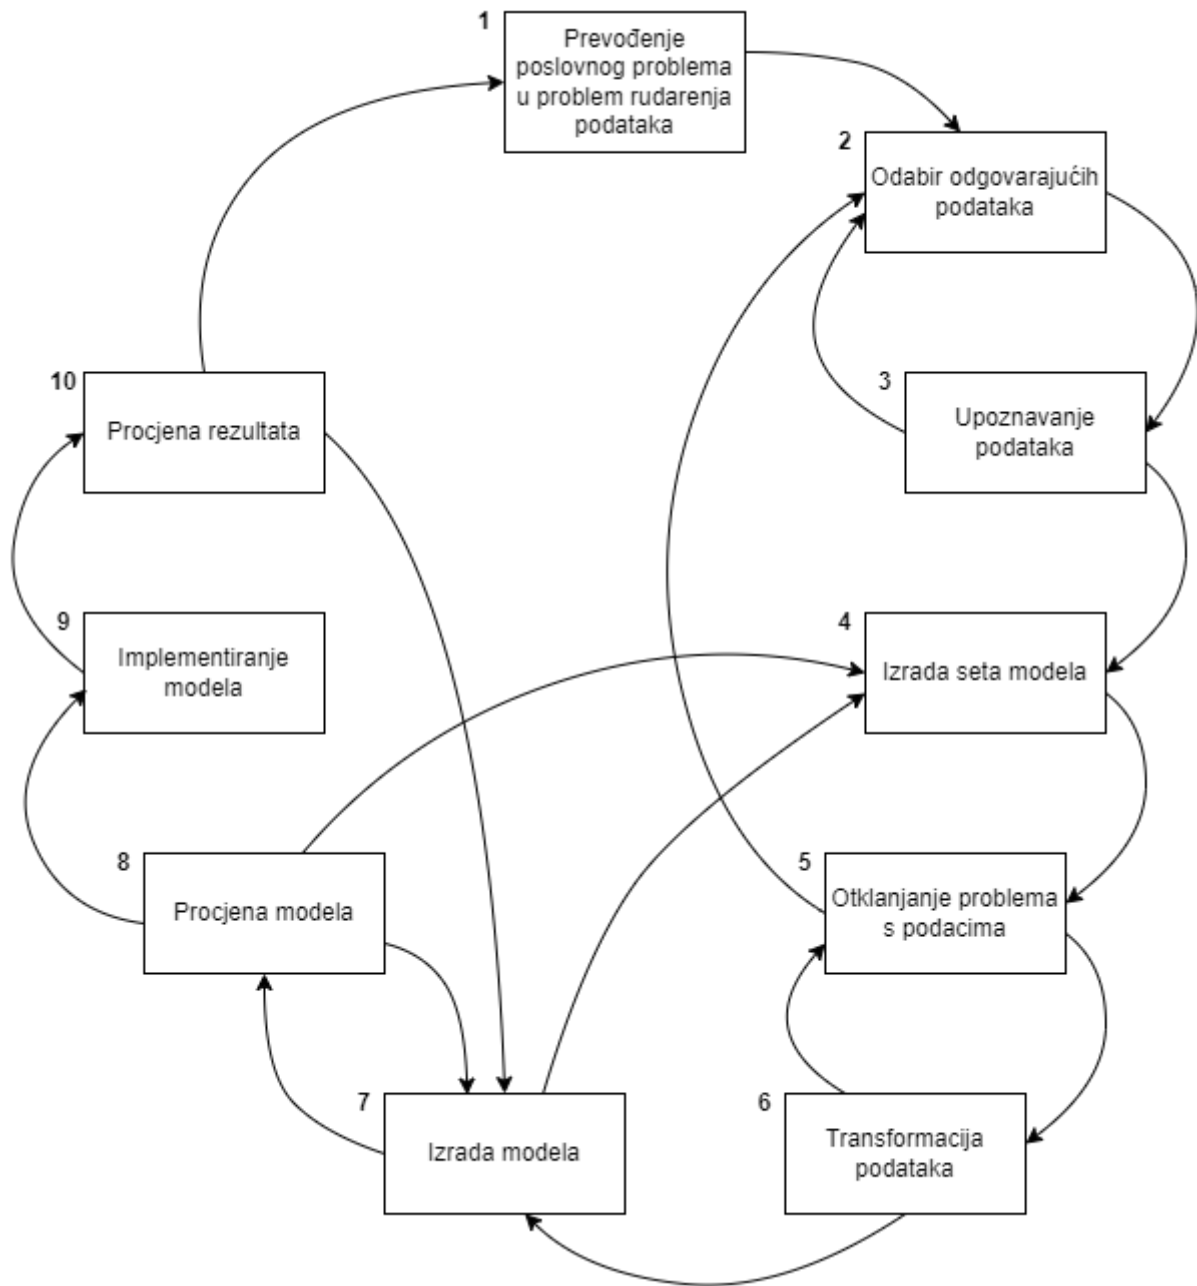 1
Prevođenje
poslovnog problema
u problem rudarenja
podataka
2
Odabir odgovarajućih
podataka
3
Upoznavanje
podataka
4
Izrada seta modela
5
Otklanjanje problema
s podacima
6
Transformacija
podataka
7
Izrada modela
8
Procjena modela
9
Implementiranje
modela
10
Procjena rezultata